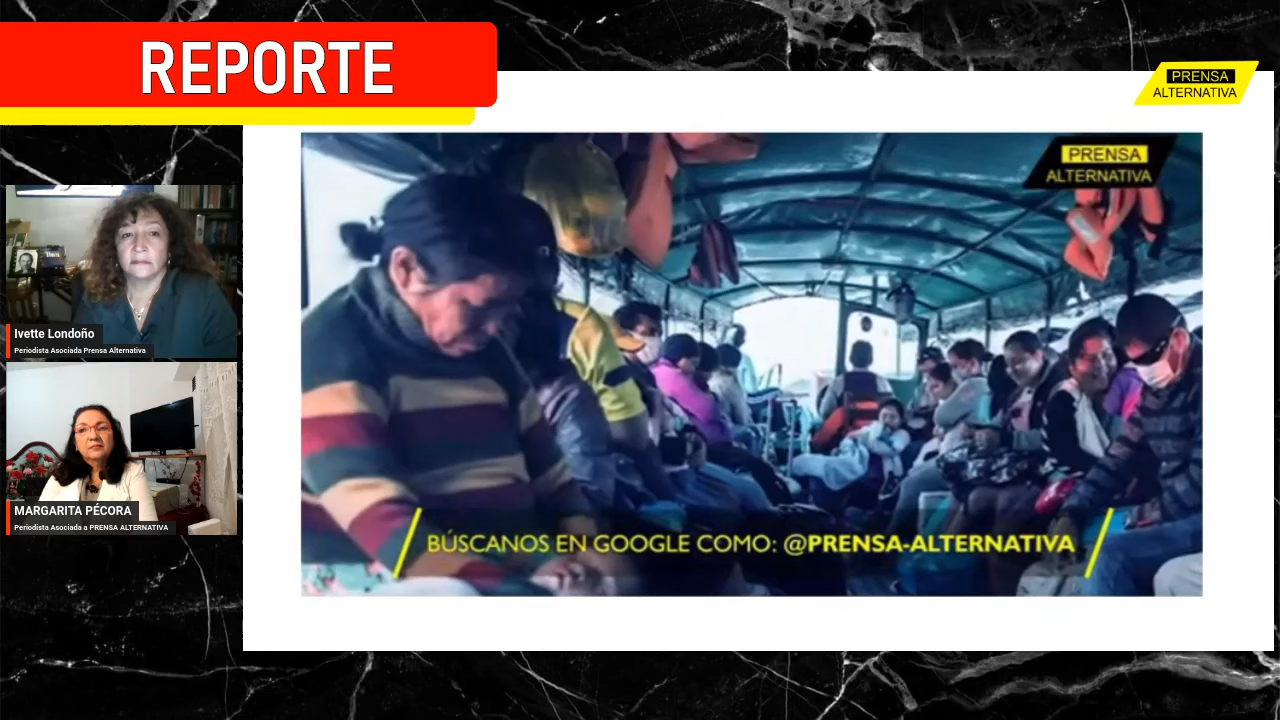 REPORTE
PRENSA
ALTERNATIVA
PRENSA
ALTERNATIVA
Ivette Londoño
Periodista Asociada Prensa Alternativa
MARGARITA PÉCORA
Periodista Asociada a PRENSA ALTERNATIVA
BÚSCANOS EN GOOGLE COMO: @PRENSA-ALTERNATIVA